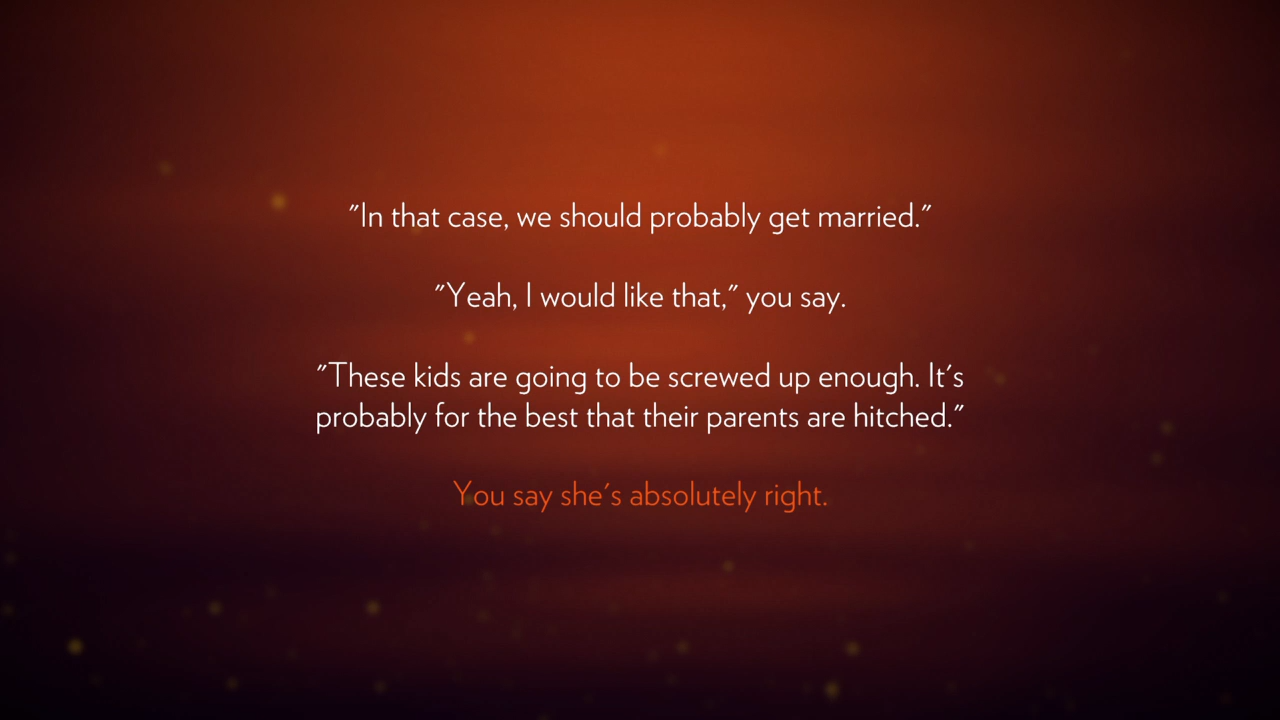 "In that case, we should probably get married."
"Yeah, I would like that," you say.
"These kids are going to be screwed up enough. It's
probably for the best that their parents are hitched."
You say she's absolutely right.